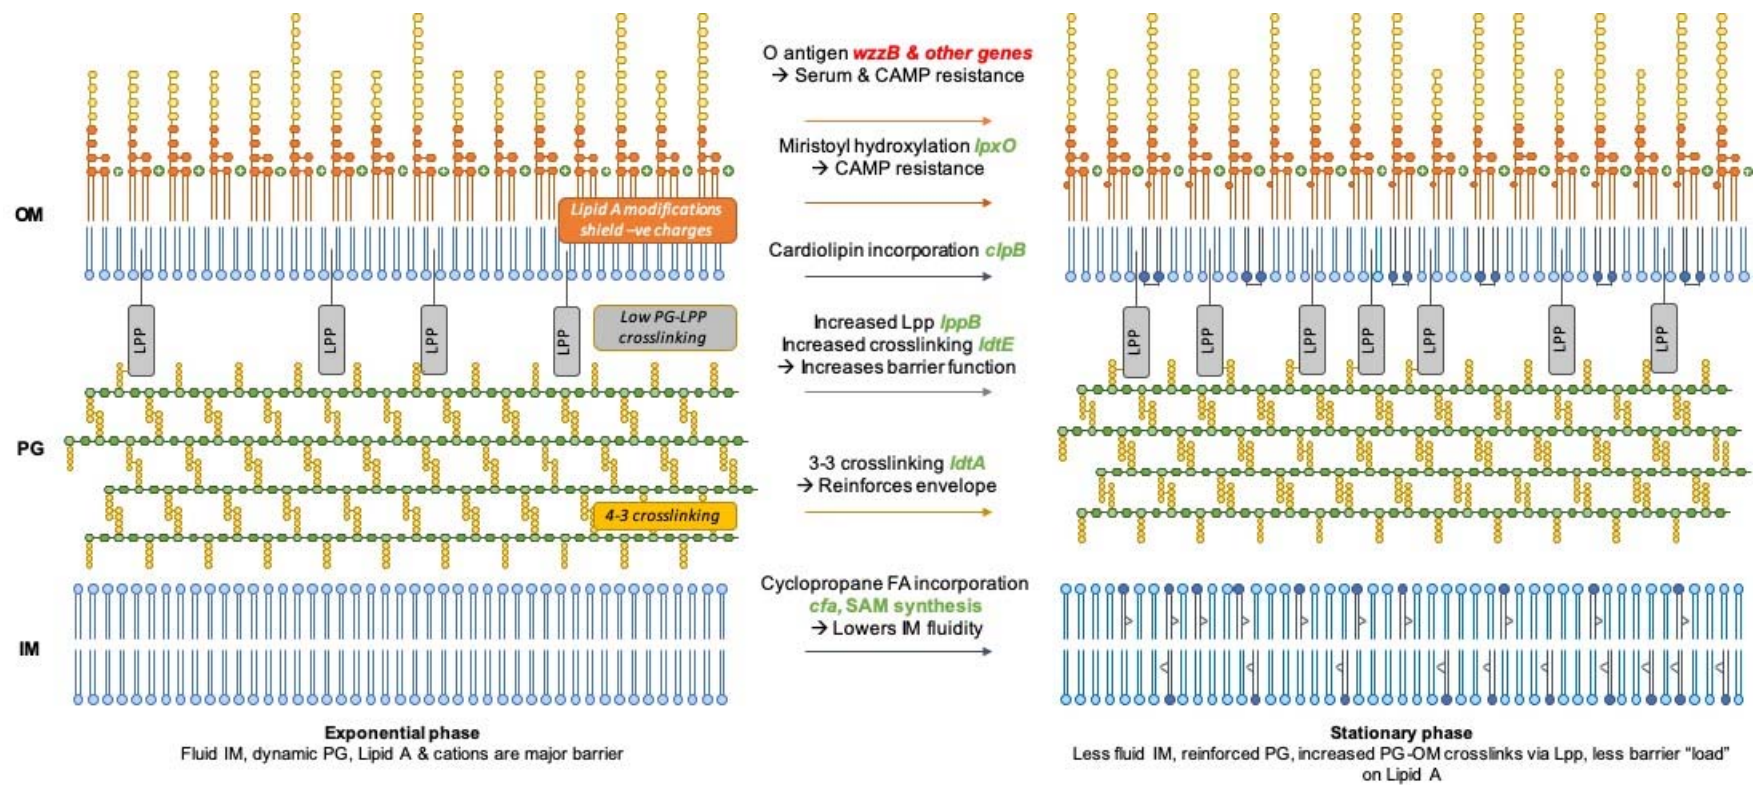 O antigen wzzB & other genes
→ Serum & CAMP resistance
Miristoyl hydroxylation lpxO
→ CAMP resistance
OM
Lipid A modifications
shield –ve charges
Cardiolipin incorporation clpB
LPP
LPP
LPP
LPP
Low PG-LPP
crosslinking
Increased Lpp lppB
Increased crosslinking ldtE
→ Increases barrier function
LPP
LPP
LPP
LPP
LPP
LPP
LPP
PG
3-3 crosslinking ldtA
→ Reinforces envelope
4-3 crosslinking
Cyclopropane FA incorporation
cfa, SAM synthesis
→ Lowers IM fluidity
IM
Exponential phase
Fluid IM, dynamic PG, Lipid A & cations are major barrier
Stationary phase
Less fluid IM, reinforced PG, increased PG-OM crosslinks via Lpp, less barrier “load”
on Lipid A